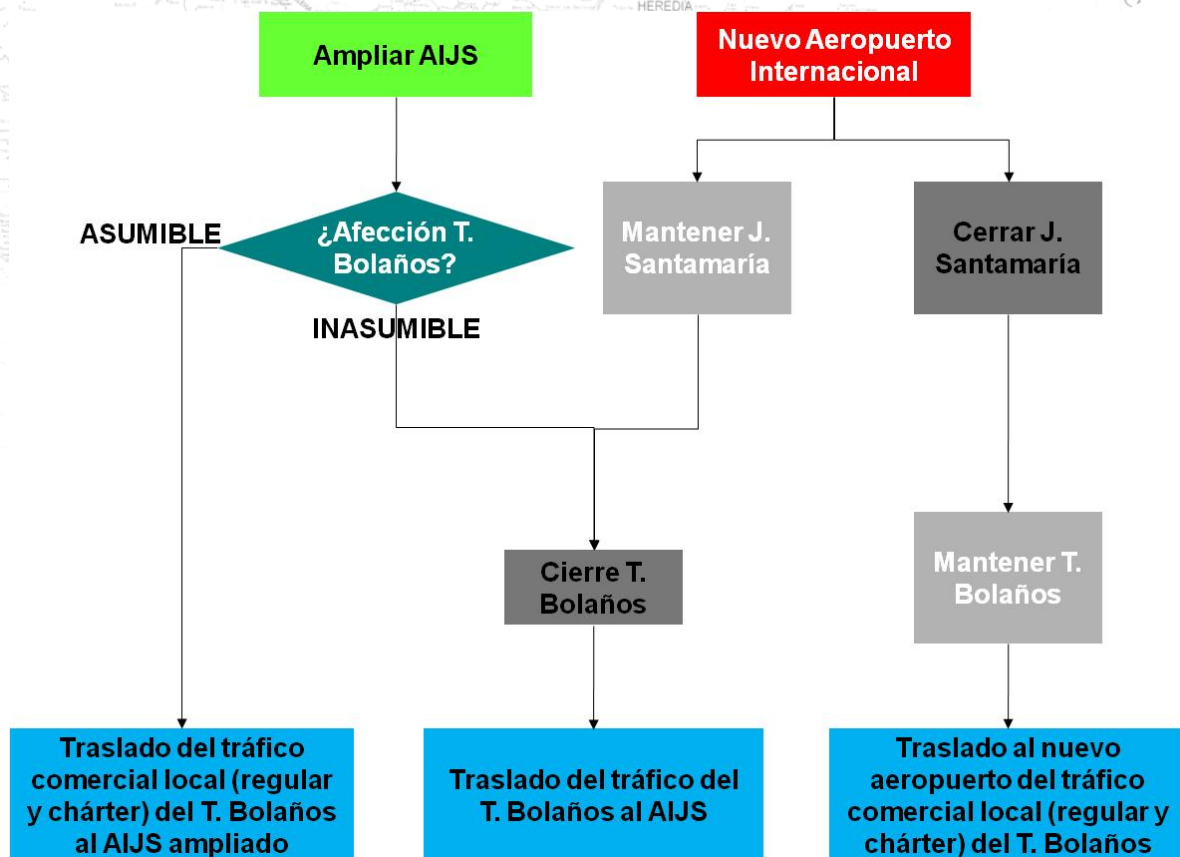 HEREDIA
Ampliar AIJS
Nuevo Aeropuerto
Internacional
ASUMIBLE
¿Afección T.
Bolaños?
Mantener J.
Santamaría
Cerrar J.
Santamaría
INASUMIBLE
Cierre T.
Bolaños
Mantener T.
Bolaños
Traslado del tráfico
comercial local (regular
y chárter) del T. Bolaños
al AIJS ampliado
Traslado del tráfico del
T. Bolaños al AIJS
Traslado al nuevo
aeropuerto del tráfico
comercial local (regular y
chárter) del T. Bolaños